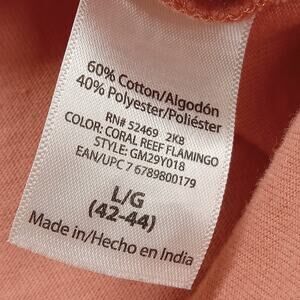 60% Cotton/Algodón
40% Polyester/Poliéster
RN# 52469 2KB
COLOR: CORAL REEF FLAMINGO
STYLE: GM29Y018
EAN/UPC 7 6789800179
L/G
(42-44)
Made in/Hecho en India